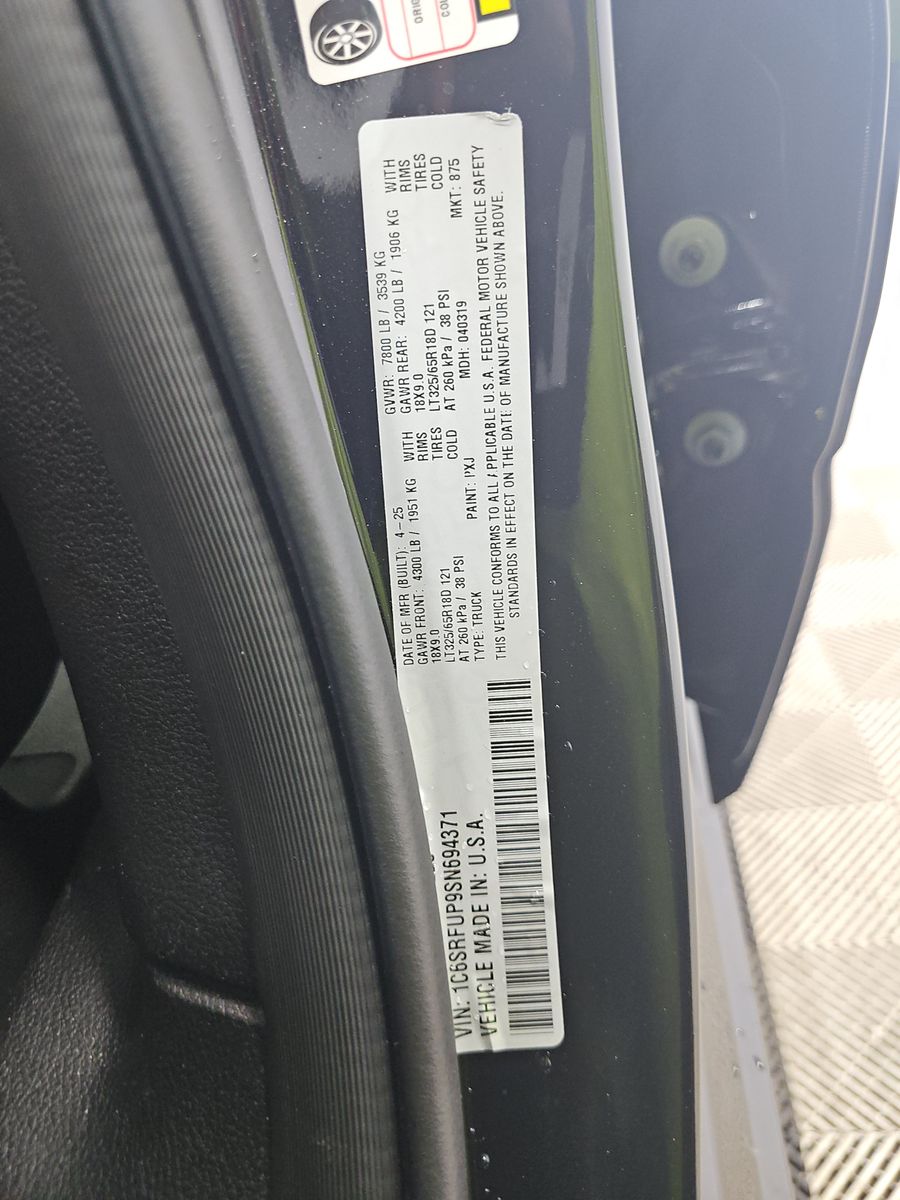 ORIG
COL
DATE OF MFR (BUILT): 4-25 GVWR: 7800 LB / 3539 KG
GAWR FRONT: 4300 LB / 1951 KG WITH GAWR REAR: 4200 LB / 1906 KG WITH
18X9.0 RIMS 18X9.0 RIMS
LT325/65R18D 121 TIRES LT325/65R18D 121 TIRES
AT 260 kPa / 38 PSI COLD AT 260 kPa / 38 PSI COLD
TYPE: TRUCK PAINT: PXJ MDH: 040319 MKT: 875
THIS VEHICLE CONFORMS TO ALL APPLICABLE U.S.A. FEDERAL MOTOR VEHICLE SAFETY
STANDARDS IN EFFECT ON THE DATE OF MANUFACTURE SHOWN ABOVE.
VIN: 1C6SRFUP9SN694371
VEHICLE MADE IN: U.S.A.